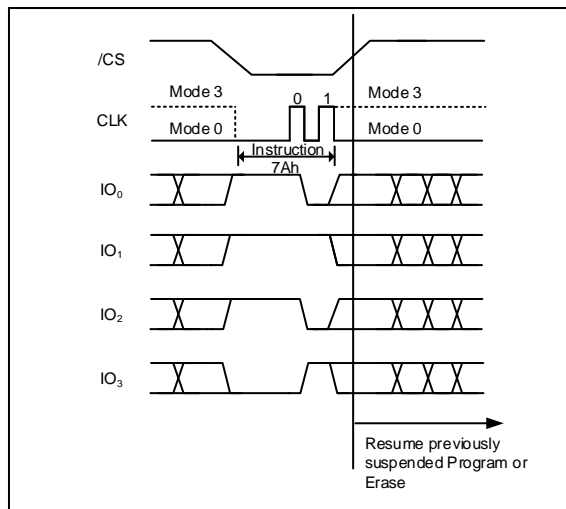 /CS
Mode 3
0 1
Mode 3
CLK
Mode 0
Mode 0
Instruction
7Ah
IO0
IO1
IO2
IO3
Resume previously
suspended Program or
Erase